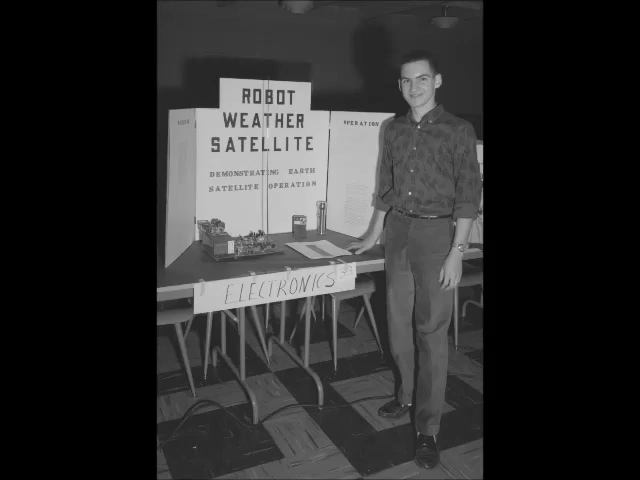 ROBOT
WEATHER
SATELLITE
DEMONSTRATING EARTH
SATELLITE OPERATION
OPERATION
ELECTRONICS